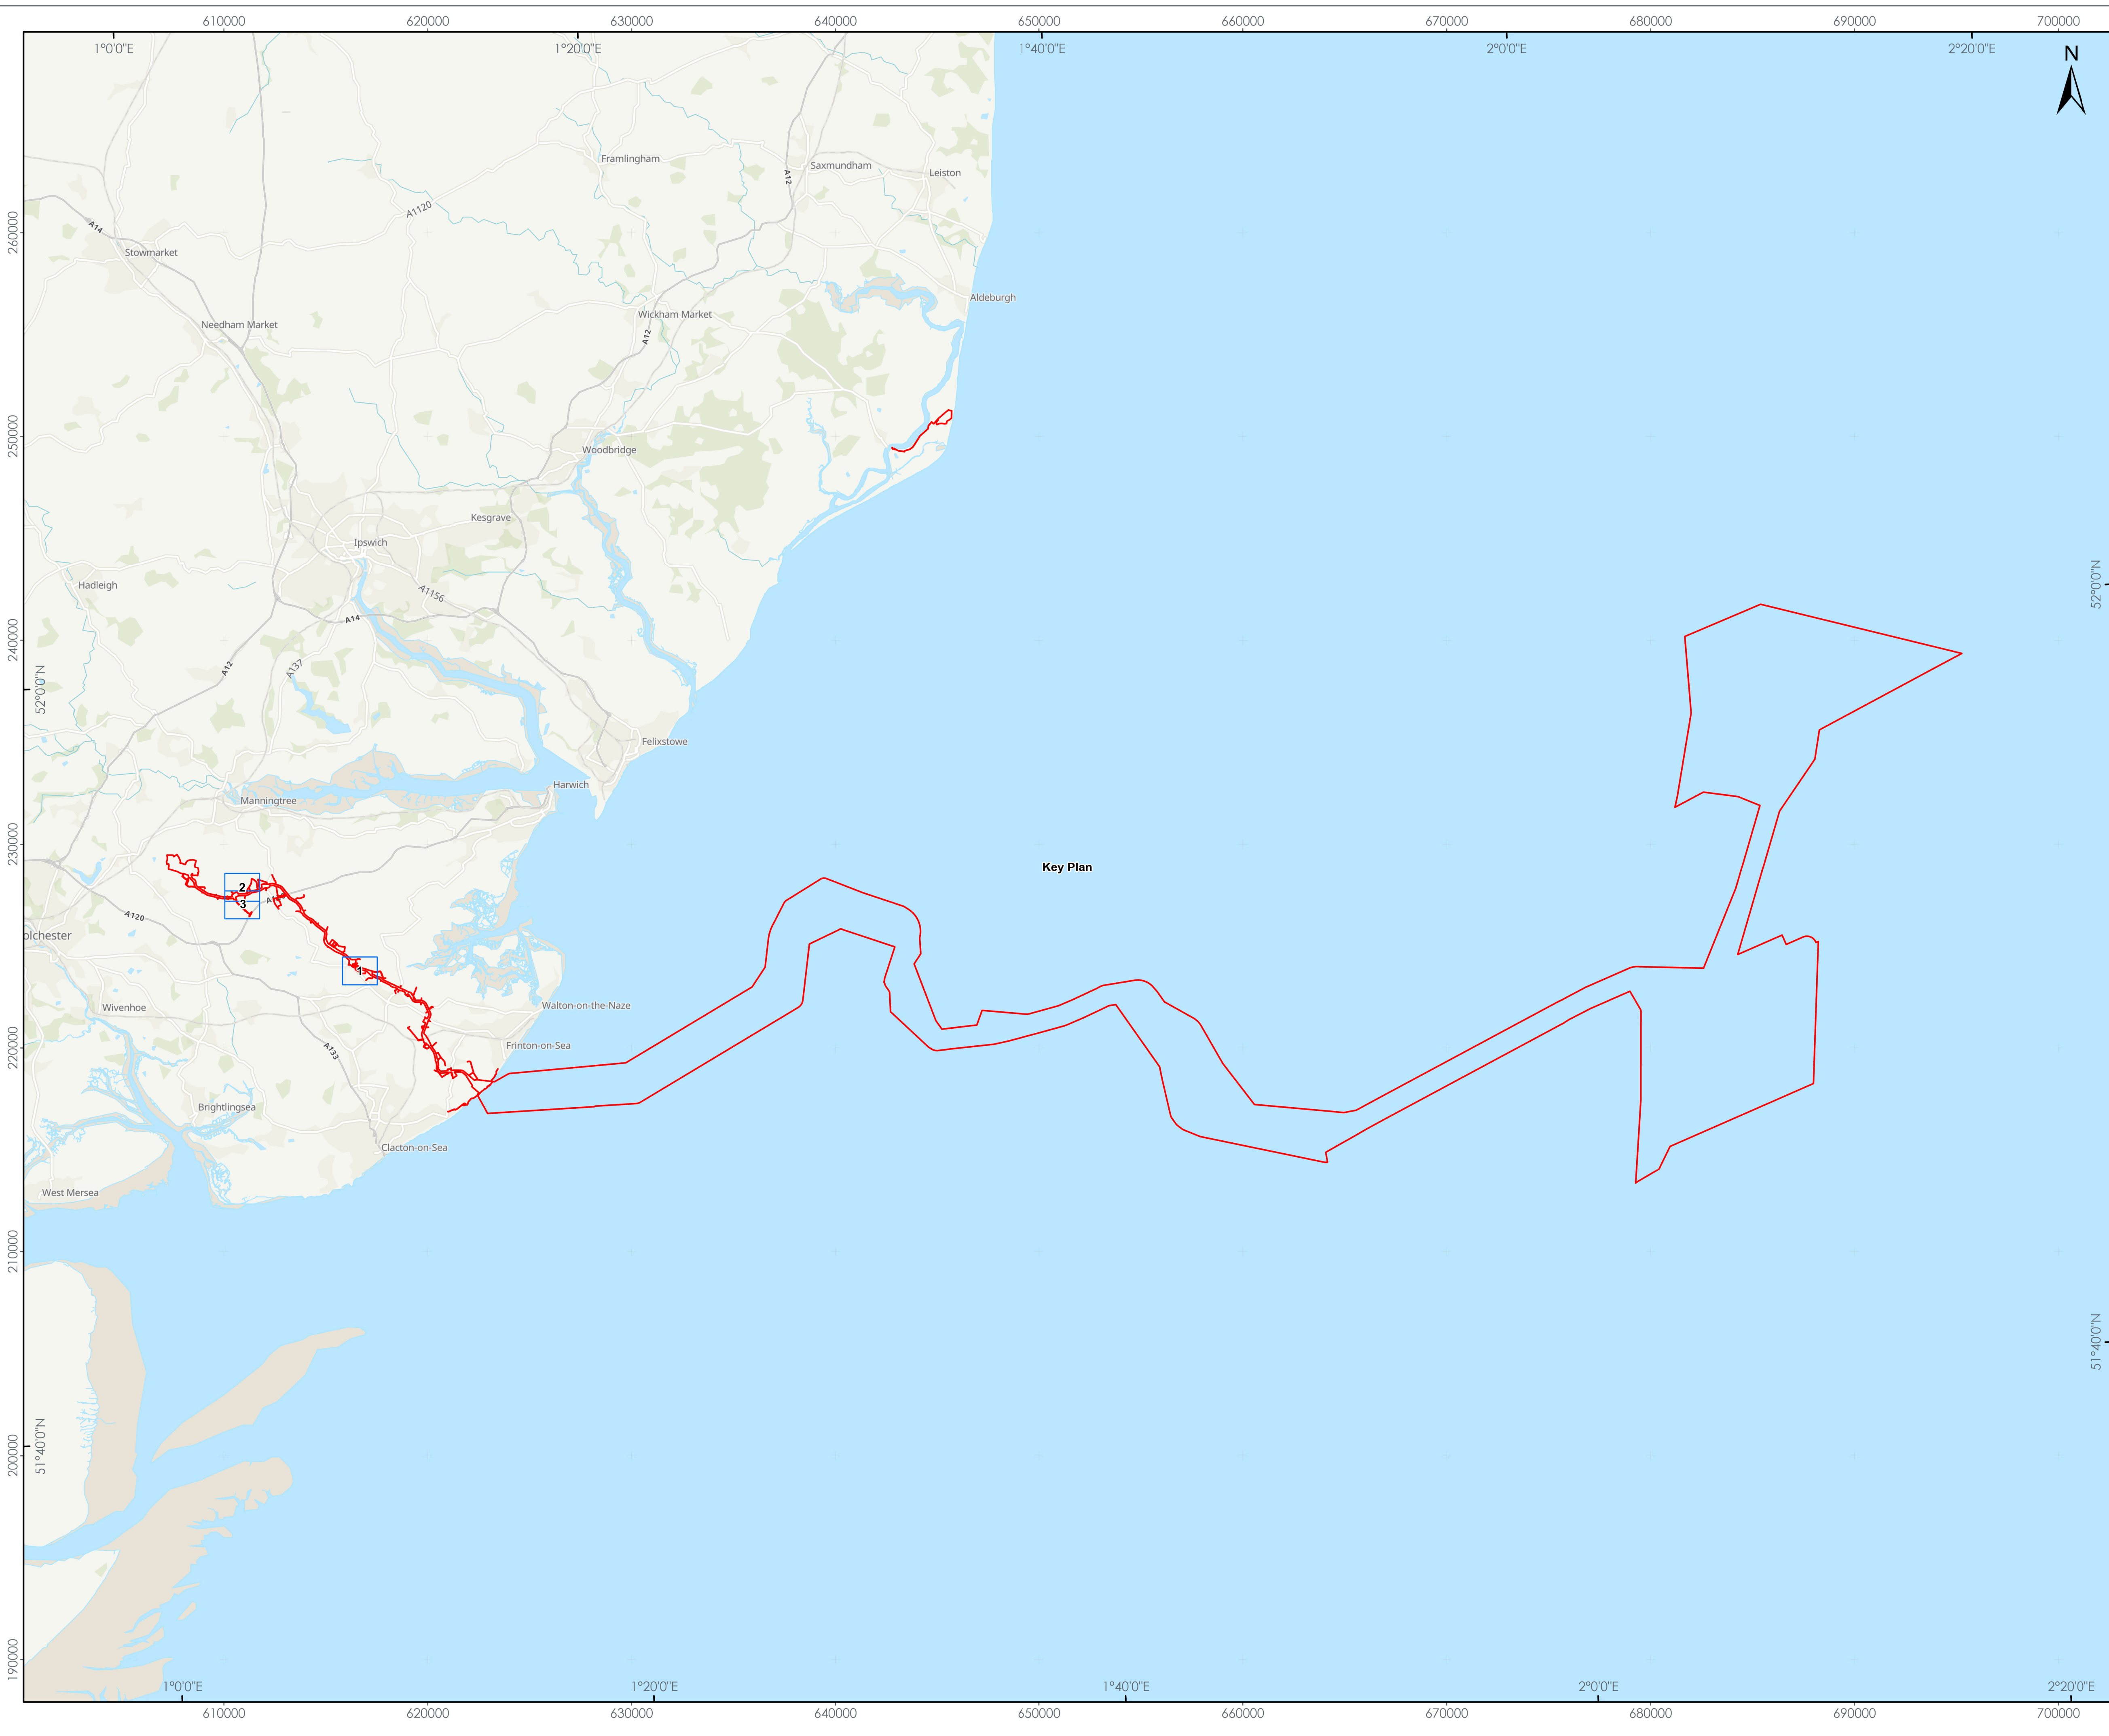 610000 620000 630000 640000 650000 660000 670000 680000 690000 700000
1°0'0"E 1°20'0"E 1°40'0"E 2°0'0"E 2°20'0"E
N
Framlingham
Saxmundham
Leiston
A12
A1120
260000
A14
Stowmarket
Aldeburgh
Wickham Market
Needham Market
A12
250000
Woodbridge
Kesgrave
Ipswich
Hadleigh
52°0'0"N
A1156
A14
240000
A137
A12
52°0'0"N
Felixstowe
Harwich
Manningtree
230000
Key Plan
2
3
A120
olchester
1
Wivenhoe
Walton-on-the-Naze
220000
Frinton-on-Sea
A133
Brightlingsea
Clacton-on-Sea
West Mersea
210000
51°40'0"N
200000
51°40'0"N
190000
1°0'0"E 1°20'0"E 1°40'0"E 2°0'0"E 2°20'0"E
610000 620000 630000 640000 650000 660000 670000 680000 690000 700000